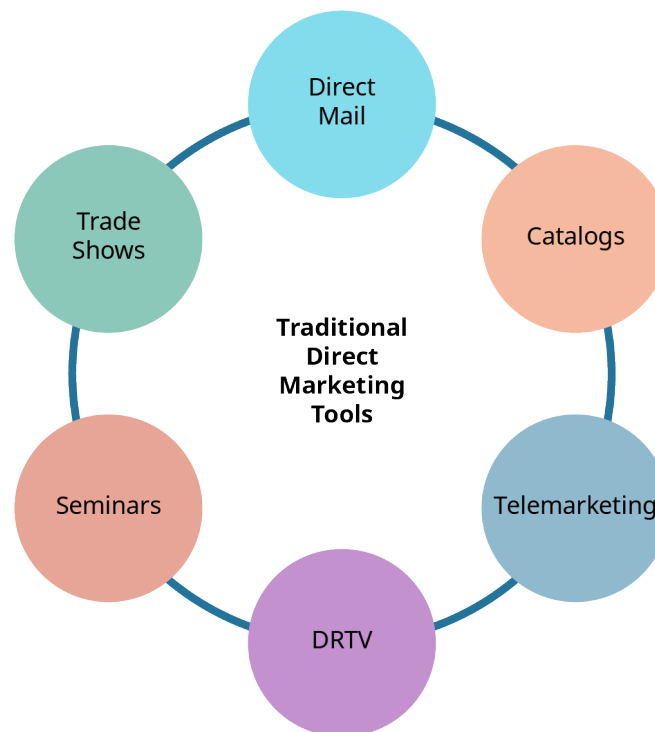 Direct
Mail
Trade
Shows
Catalogs
Traditional
Direct
Marketing
Tools
Seminars
Telemarketing
DRTV